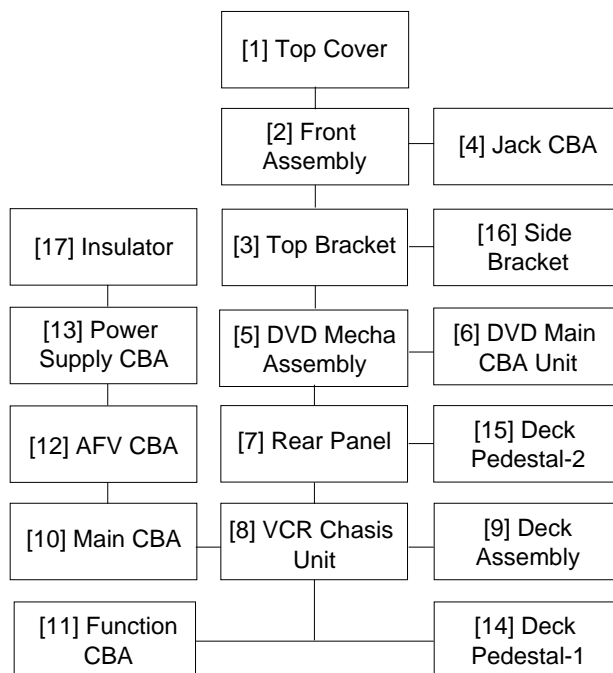 [1] Top Cover
[2] Front
Assembly
[4] Jack CBA
[17] Insulator
[3] Top Bracket
[16] Side
Bracket
[13] Power
Supply CBA
[5] DVD Mecha
Assembly
[6] DVD Main
CBA Unit
[12] AFV CBA
[7] Rear Panel
[15] Deck
Pedestal-2
[10] Main CBA
[8] VCR Chasis
Unit
[9] Deck
Assembly
[11] Function
CBA
[14] Deck
Pedestal-1